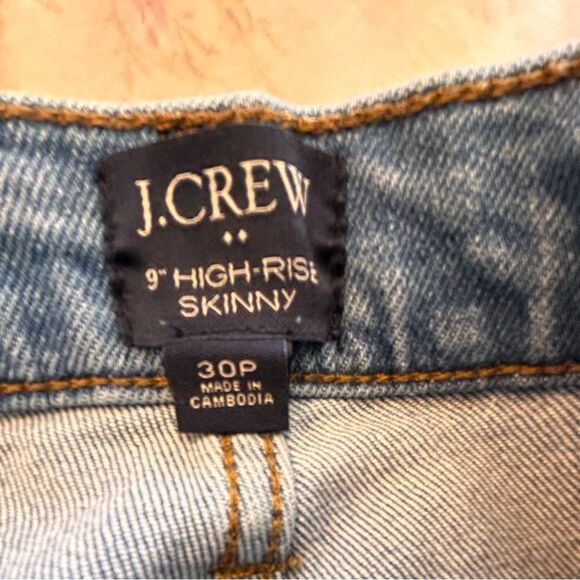 J.CREW
9" HIGH-RISE
SKINNY
30P
MADE IN
CAMBODIA